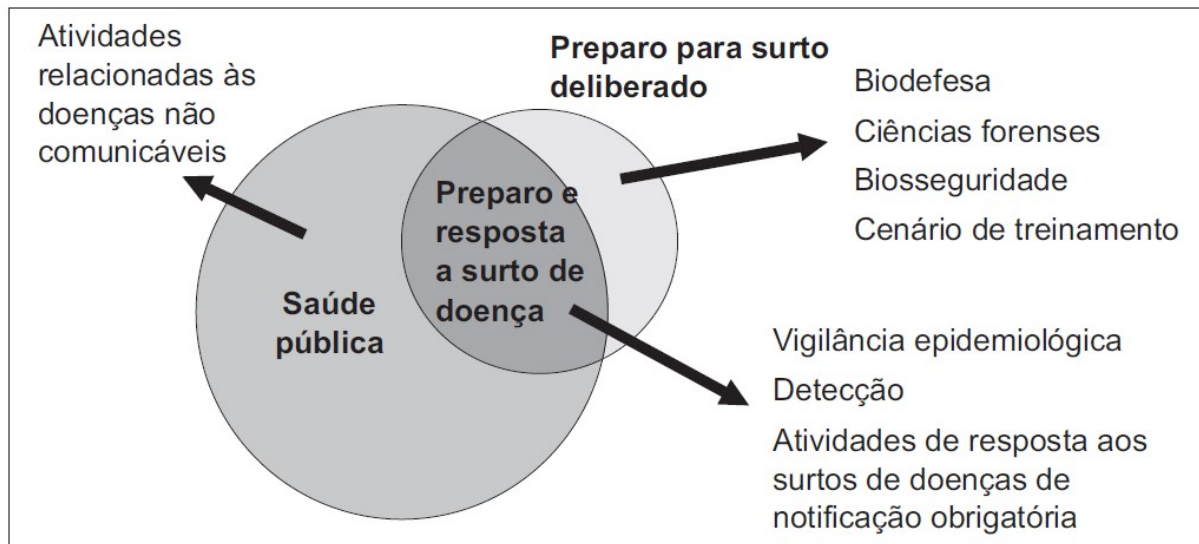 Atividades
relacionadas às
doenças não
comunicáveis
Preparo para surto
deliberado
Biodefesa
Ciências forenses
Biosseguridade
Cenário de treinamento
Preparo e
resposta
a surto de
doença
Saúde
pública
Vigilância epidemiológica
Detecção
Atividades de resposta aos
surtos de doenças de
notificação obrigatória